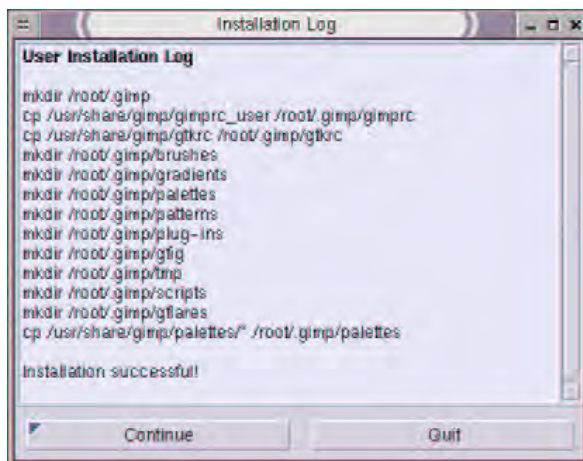 Installation Log
User Installation Log
mkdir /root/.gimp
cp /usr/share/gimp/gimprc_user /root/.gimp/gimprc
cp /usr/share/gimp/gtkrc /root/.gimp/gtkrc
mkdir /root/.gimp/brushes
mkdir /root/.gimp/gradients
mkdir /root/.gimp/palettes
mkdir /root/.gimp/patterns
mkdir /root/.gimp/plug-ins
mkdir /root/.gimp/gfig
mkdir /root/.gimp/tmp
mkdir /root/.gimp/scripts
mkdir /root/.gimp/gflares
cp /usr/share/gimp/palettes/* /root/.gimp/palettes
Installation successful!
Continue
Quit